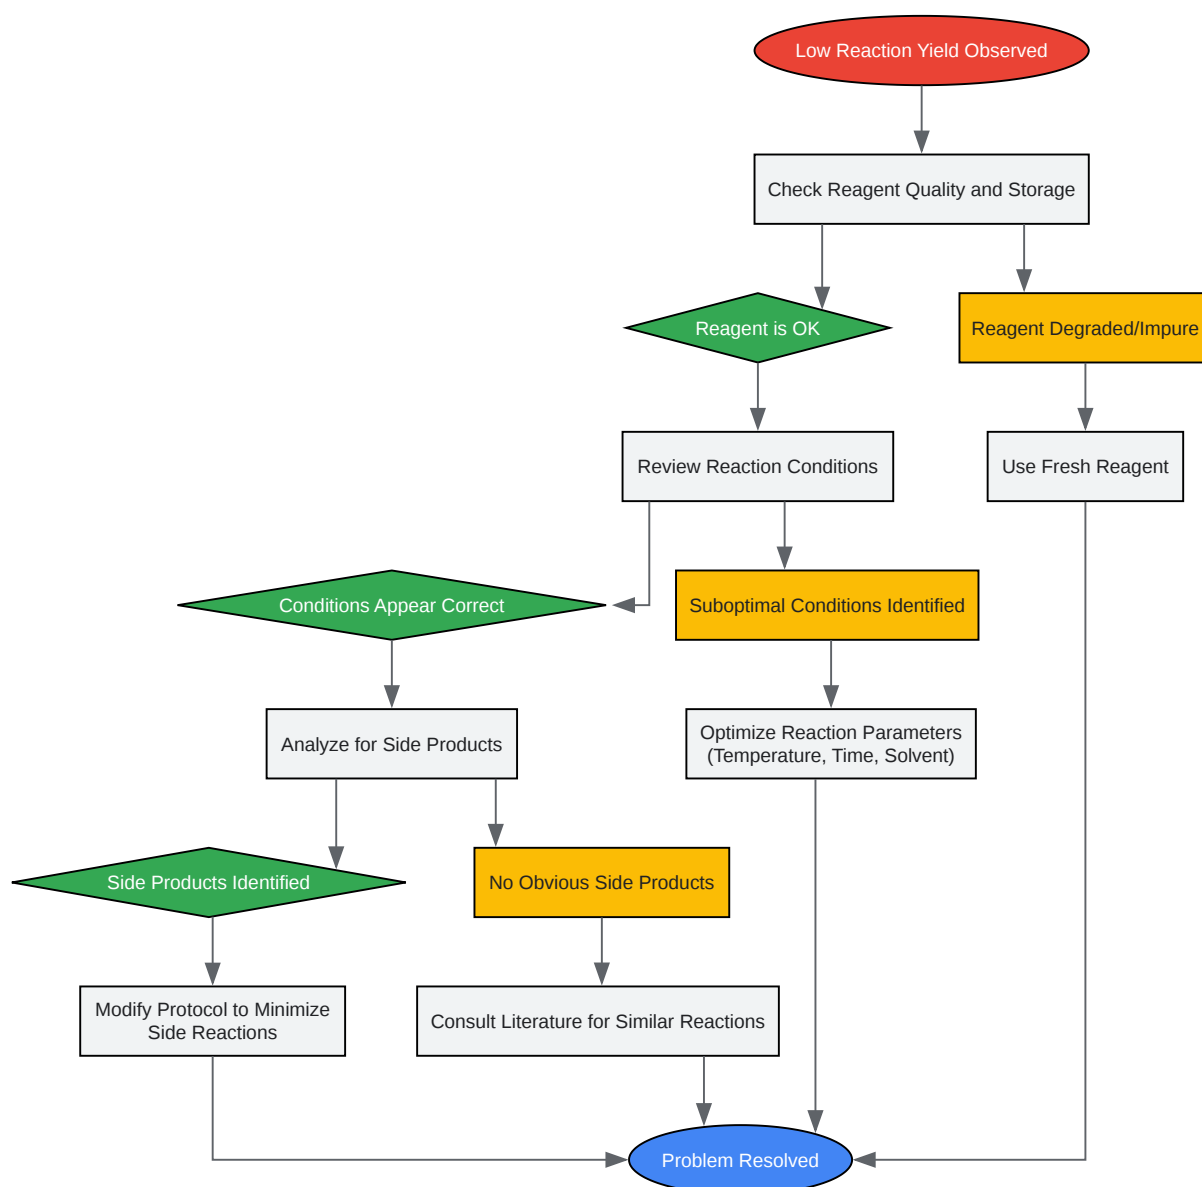 Low Reaction Yield Observed
Check Reagent Quality and Storage
Reagent is OK
Reagent Degraded/Impure
Review Reaction Conditions
Use Fresh Reagent
Conditions Appear Correct
Suboptimal Conditions Identified
Analyze for Side Products
Optimize Reaction Parameters
(Temperature, Time, Solvent)
Side Products Identified
No Obvious Side Products
Modify Protocol to Minimize
Side Reactions
Consult Literature for Similar Reactions
Problem Resolved